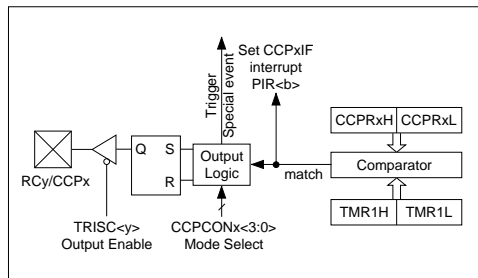 Set CCPxIF
interrupt
PIR<b>
Trigger
Special event
CCPRxH CCPRxL
Q S
R
Output
Logic
match
Comparator
RCy/CCPx
TRISC<y>
Output Enable
CCPCONx<3:0>
Mode Select
TMR1H TMR1L